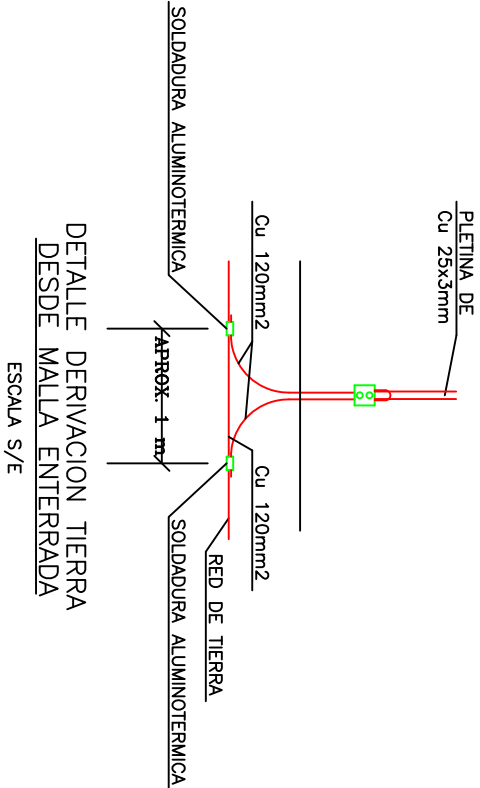 PLETINA DE
Cu 25x3mm
Cu 120mm2
Cu 120mm2
SOLDADURA ALUMINOTERMICA
APROX. 1 m
RED DE TIERRA
SOLDADURA ALUMINOTERMICA
DETALLE DERIVACION TIERRA
DESDE MALLA ENTERRADA
ESCALA S/E